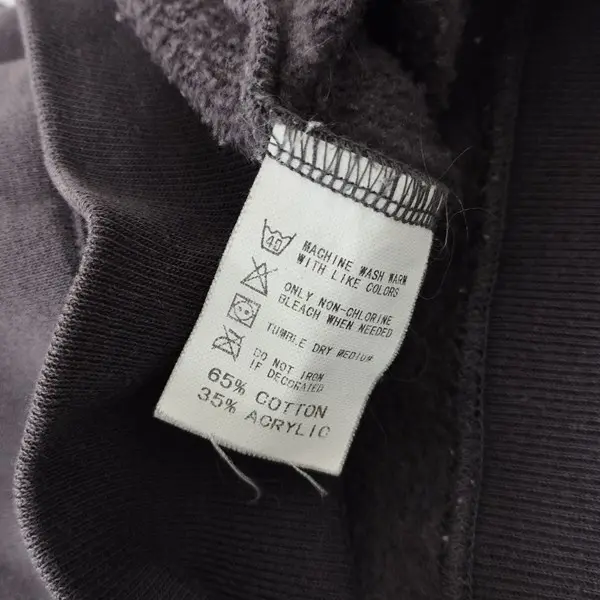 40
MACHINE WASH WARM
WITH LIKE COLORS
ONLY NON-CHLORINE
BLEACH WHEN NEEDED
TUMBLE DRY MEDIUM
DO NOT IRON
IF DECORATED
65% COTTON
35% ACRYLIC